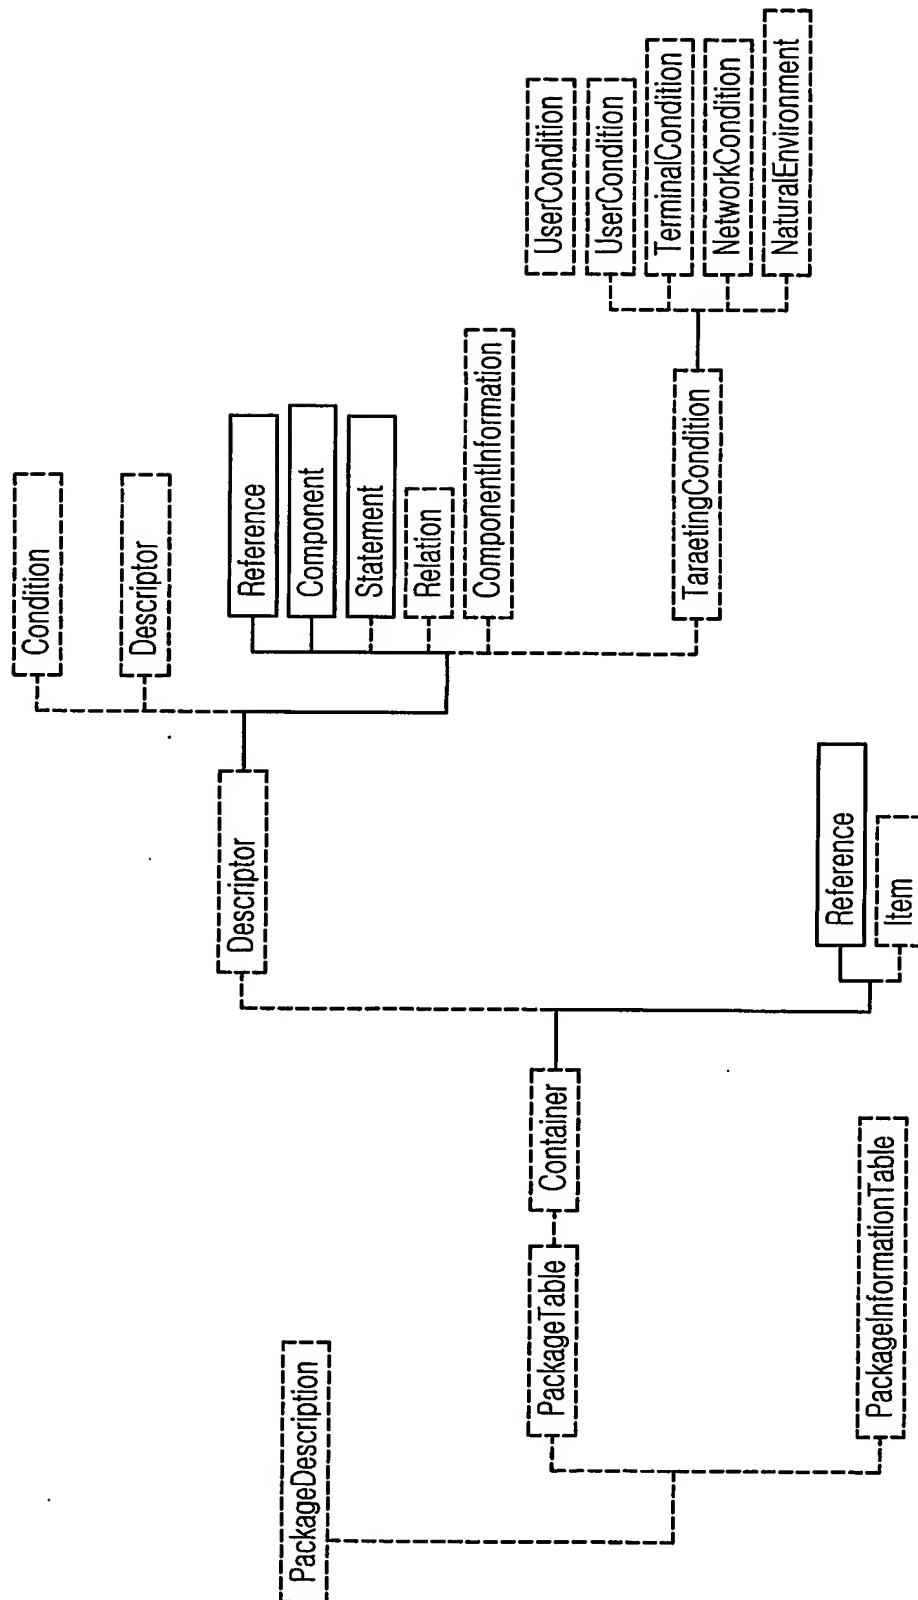 PackageDescription
PackageTable
PackageInformationTable
Container
Descriptor
Reference
Item
Condition
Descriptor
Reference
Component
Statement
Relation
ComponentInformation
TaraetingCondition
UserCondition
UserCondition
TerminalCondition
NetworkCondition
NaturalEnvironment